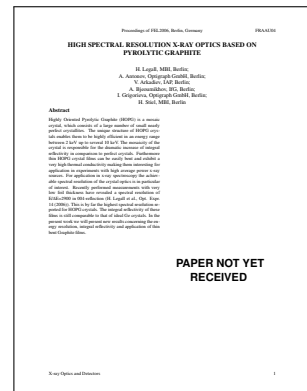 Proceedings of FEL2006, Berlin, Germany FRAAU01
HIGH SPECTRAL RESOLUTION X-RAY OPTICS BASED ON
PYROLYTIC GRAPHITE
H. Legall, MBI, Berlin;
A. Antonov, Optigraph GmbH, Berlin;
V. Arkadiev, IAP, Berlin;
A. Bjeoumikhov, IfG, Berlin;
I. Grigorieva, Optigraph GmbH, Berlin;
H. Stiel, MBI, Berlin
Abstract
Highly Oriented Pyrolytic Graphite (HOPG) is a mosaic
crystal, which consists of a large number of small nearly
perfect crystallites. The unique structure of HOPG crys-
tals enables them to be highly efficient in an energy range
between 2 keV up to several 10 keV. The mosaicity of the
crystal is responsible for the dramatic increase of integral
reflectivity in comparison to perfect crystals. Furthermore
thin HOPG crystal films can be easily bent and exhibit a
very high thermal conductivity making them interesting for
application in experiments with high average power x-ray
sources. For application in x-ray spectroscopy the achiev-
able spectral resolution of the crystal optics is in particular
of interest. Recently performed measurements with very
low foil thickness have revealed a spectral resolution of
E/ΔE=2900 in 004-reflection (H. Legall et al., Opt. Expr.
14 (2006)). This is by far the highest spectral resolution re-
ported for HOPG crystals. The integral reflectivity of these
films is still comparable to that of ideal Ge crystals. In the
present work we will present new results concerning the en-
ergy resolution, integral reflectivity and application of thin
bent Graphite films.
PAPER NOT YET
RECEIVED
X-ray Optics and Detectors 1